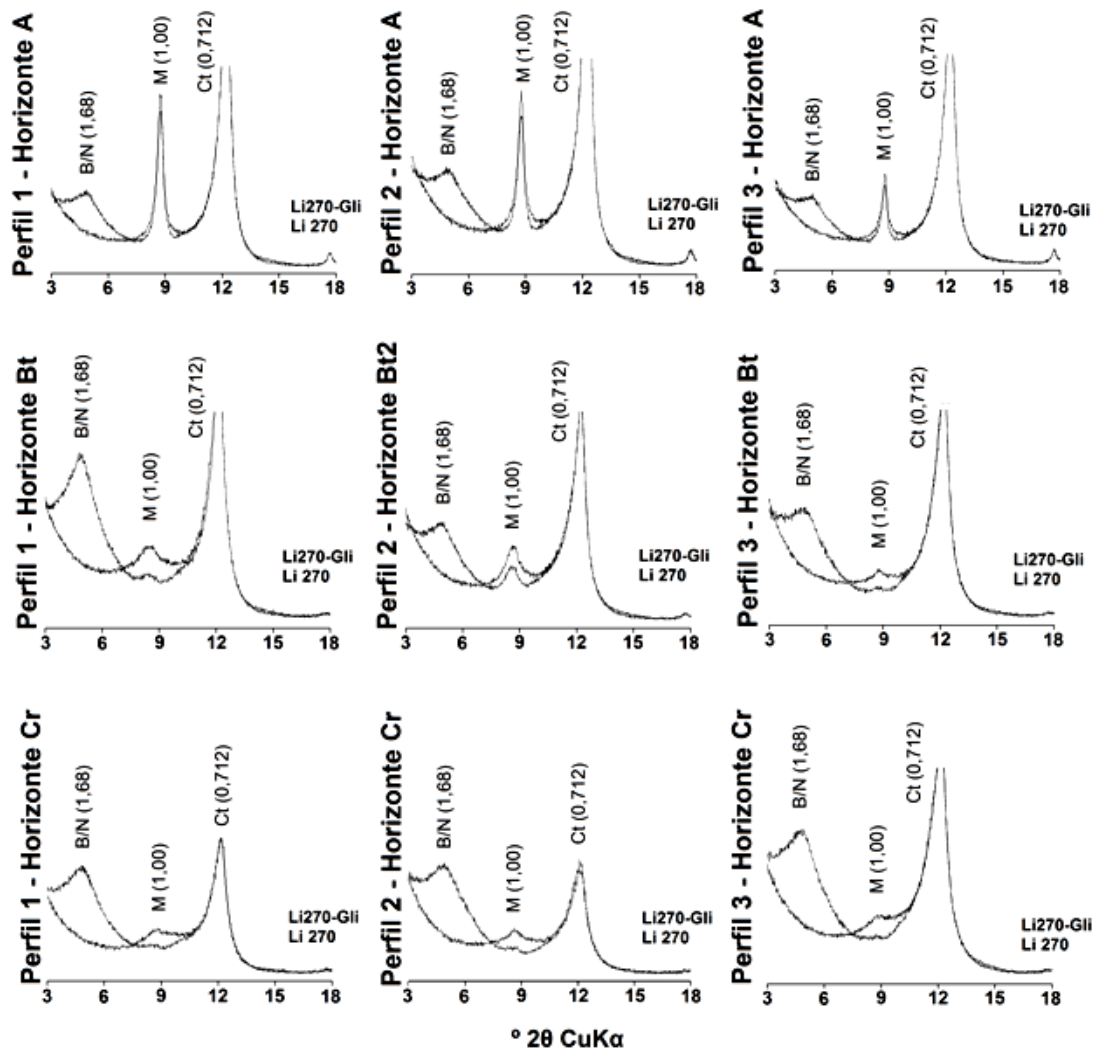 Perfil 1 - Horizonte A
B/N (1,68)
M (1,00)
Ct (0,712)
Li270-Gli
Li 270
3 6 9 12 15 18
Perfil 2 - Horizonte A
B/N (1,68)
M (1,00)
Ct (0,712)
Li270-Gli
Li 270
3 6 9 12 15 18
Perfil 3 - Horizonte A
B/N (1,68)
M (1,00)
Ct (0,712)
Li270-Gli
Li 270
3 6 9 12 15 18
Perfil 1 - Horizonte Bt
B/N (1,68)
M (1,00)
Ct (0,712)
Li270-Gli
Li 270
3 6 9 12 15 18
Perfil 2 - Horizonte Bt2
B/N (1,68)
M (1,00)
Ct (0,712)
Li270-Gli
Li 270
3 6 9 12 15 18
Perfil 3 - Horizonte Bt
B/N (1,68)
M (1,00)
Ct (0,712)
Li270-Gli
Li 270
3 6 9 12 15 18
Perfil 1 - Horizonte Cr
B/N (1,68)
M (1,00)
Ct (0,712)
Li270-Gli
Li 270
3 6 9 12 15 18
Perfil 2 - Horizonte Cr
B/N (1,68)
M (1,00)
Ct (0,712)
Li270-Gli
Li 270
3 6 9 12 15 18
Perfil 3 - Horizonte Cr
B/N (1,68)
M (1,00)
Ct (0,712)
Li270-Gli
Li 270
3 6 9 12 15 18
º 2θ CuKα